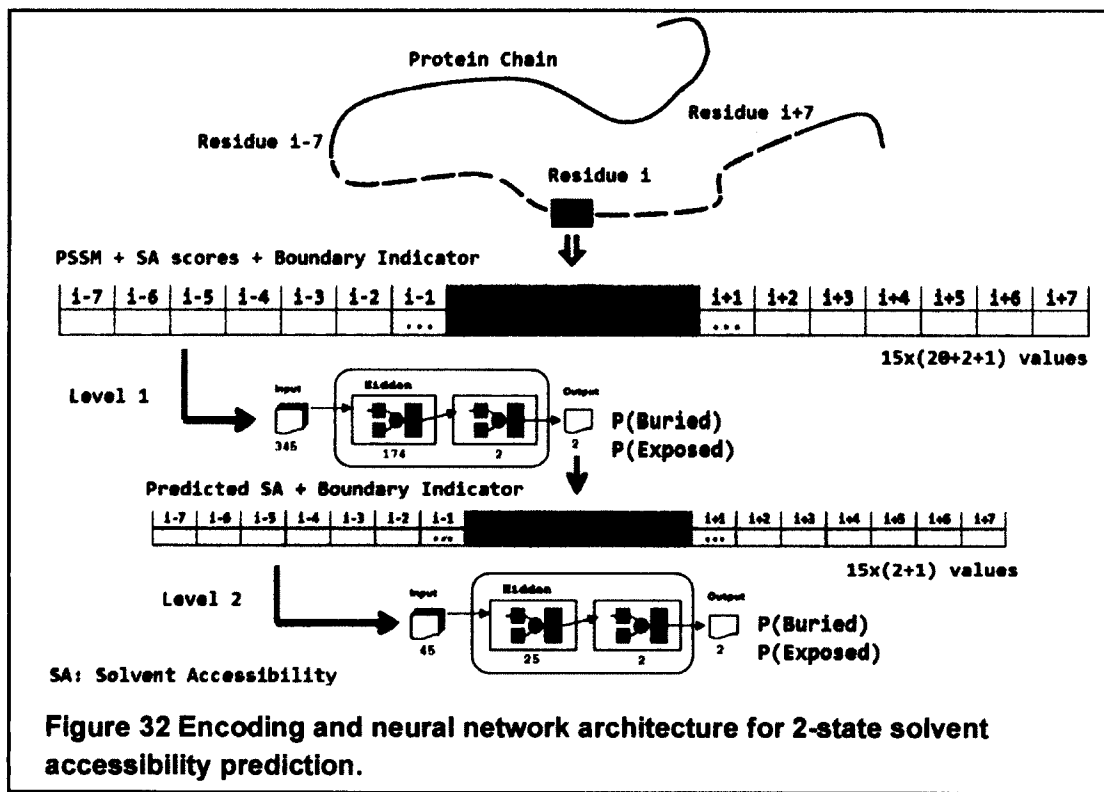 Protein Chain
Residue i-7
Residue i+7
Residue i
PSSM + SA scores + Boundary Indicator
i-7 i-6 i-5 i-4 i-3 i-2 i-1 i+1 i+2 i+3 i+4 i+5 i+6 i+7
... ...
15x(20+2+1) values
Level 1
Input
Hidden
Output
345
174
2
2
P(Buried)
P(Exposed)
Predicted SA + Boundary Indicator
i-7 i-6 i-5 i-4 i-3 i-2 i-1 i+1 i+2 i+3 i+4 i+5 i+6 i+7
... ...
15x(2+1) values
Level 2
Input
Hidden
Output
45
25
2
2
P(Buried)
P(Exposed)
SA: Solvent Accessibility
Figure 32 Encoding and neural network architecture for 2-state solvent
accessibility prediction.